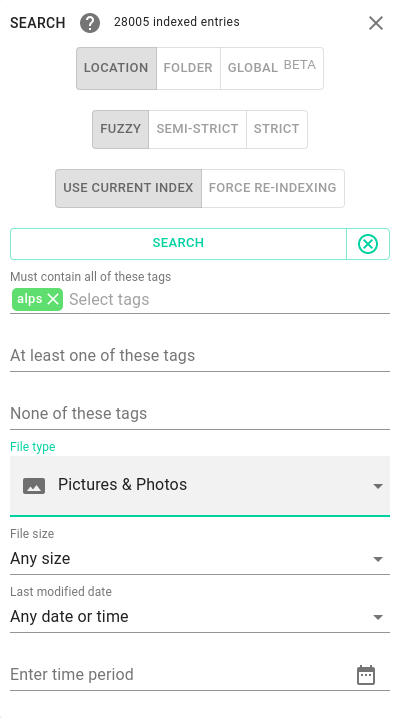 SEARCH ? 28005 indexed entries
LOCATION FOLDER GLOBAL BETA
FUZZY SEMI-STRICT STRICT
USE CURRENT INDEX FORCE RE-INDEXING
SEARCH
Must contain all of these tags
alps Select tags
At least one of these tags
None of these tags
File type
Pictures & Photos
File size
Any size
Last modified date
Any date or time
Enter time period